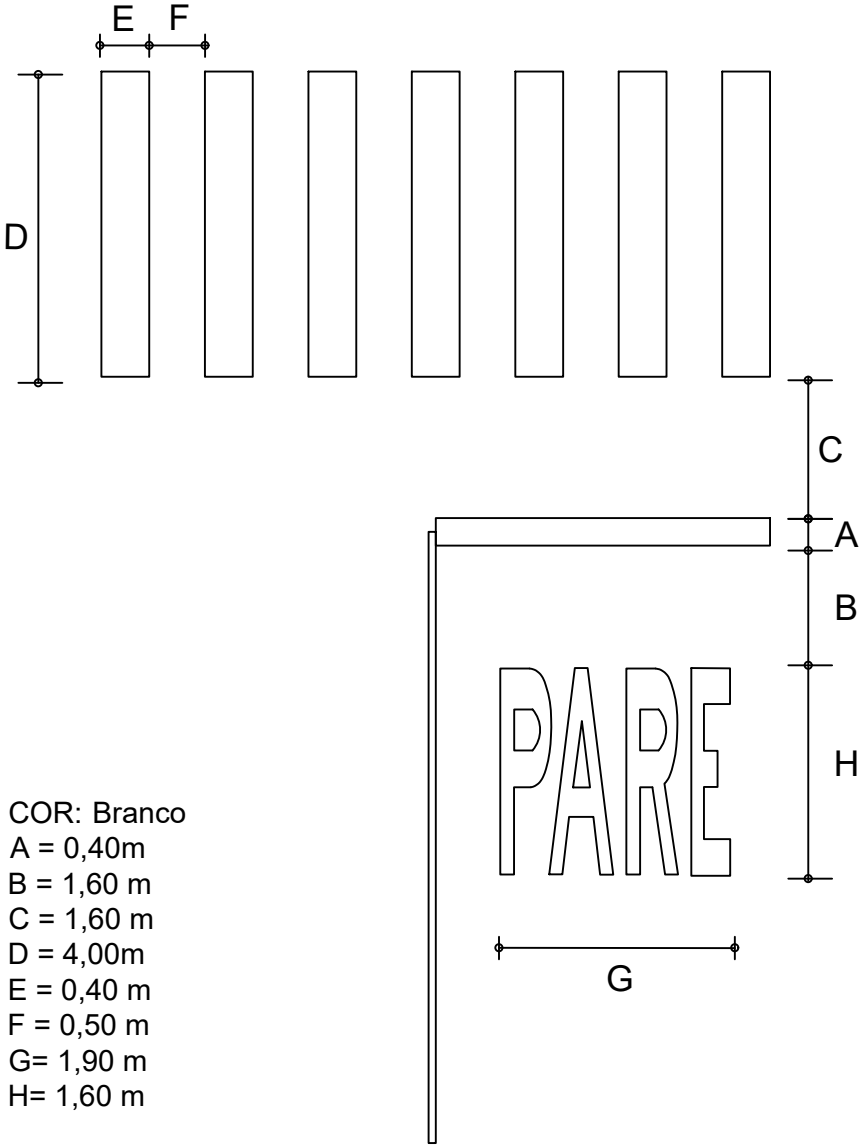 E F
D
C
A
B
PARE
H
G
COR: Branco
A = 0,40m
B = 1,60 m
C = 1,60 m
D = 4,00m
E = 0,40 m
F = 0,50 m
G= 1,90 m
H= 1,60 m